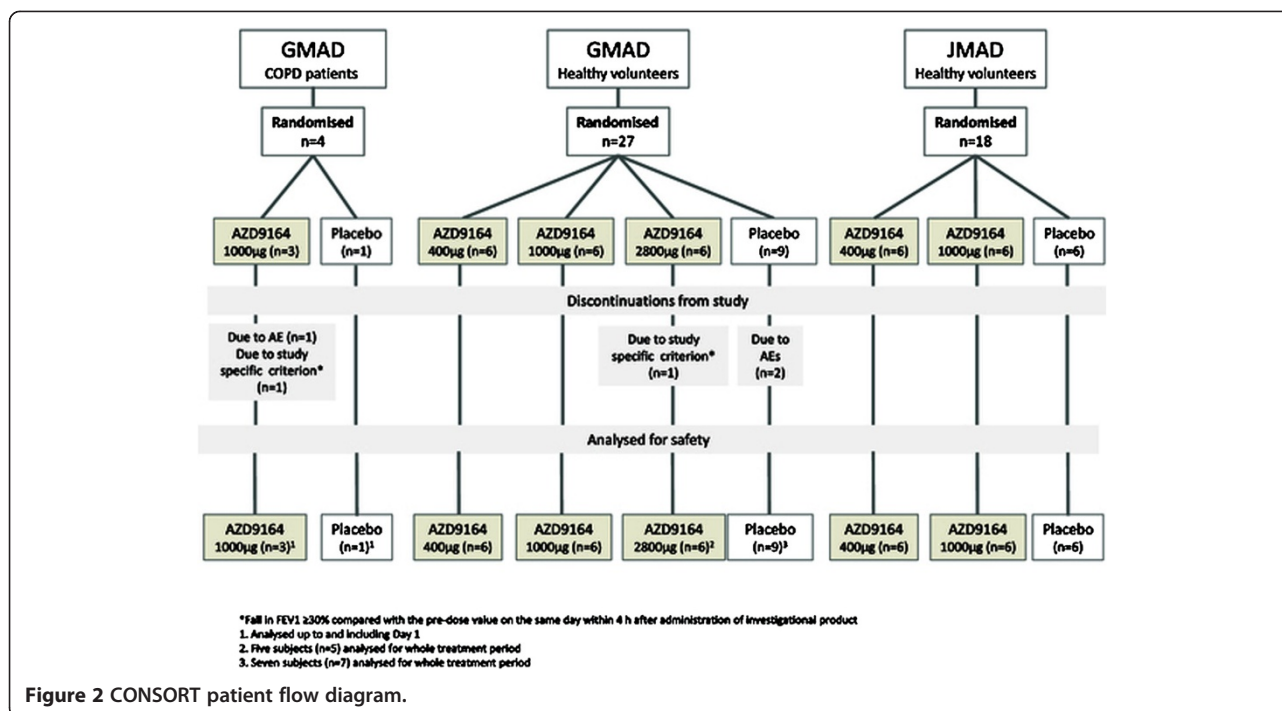 GMAD
COPD patients
GMAD
Healthy volunteers
JMAD
Healthy volunteers
Randomised
n=4
Randomised
n=27
Randomised
n=18
AZD9164
1000µg (n=3)
Placebo
(n=1)
AZD9164
400µg (n=6)
AZD9164
1000µg (n=6)
AZD9164
2800µg (n=6)
Placebo
(n=9)
AZD9164
400µg (n=6)
AZD9164
1000µg (n=6)
Placebo
(n=6)
Discontinuations from study
Due to AE (n=1)
Due to study
specific criterion*
(n=1)
Due to study
specific criterion*
(n=1)
Due to
AEs
(n=2)
Analysed for safety
AZD9164
1000µg (n=3)¹
Placebo
(n=1)¹
AZD9164
400µg (n=6)
AZD9164
1000µg (n=6)
AZD9164
2800µg (n=6)²
Placebo
(n=9)³
AZD9164
400µg (n=6)
AZD9164
1000µg (n=6)
Placebo
(n=6)
*Fall in FEV1 ≥30% compared with the pre-dose value on the same day within 4 h after administration of investigational product
1. Analysed up to and including Day 1
2. Five subjects (n=5) analysed for whole treatment period
3. Seven subjects (n=7) analysed for whole treatment period
Figure 2 CONSORT patient flow diagram.